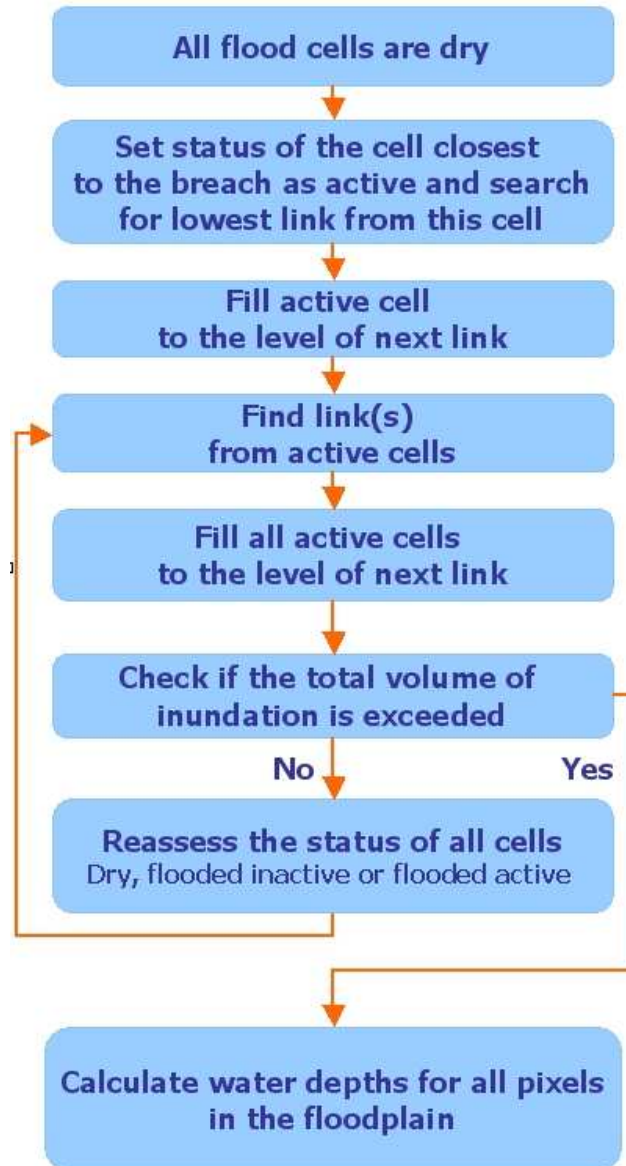 All flood cells are dry
Set status of the cell closest
to the breach as active and search
for lowest link from this cell
Fill active cell
to the level of next link
Find link(s)
from active cells
Fill all active cells
to the level of next link
Check if the total volume of
inundation is exceeded
No Yes
Reassess the status of all cells
Dry, flooded inactive or flooded active
Calculate water depths for all pixels
in the floodplain